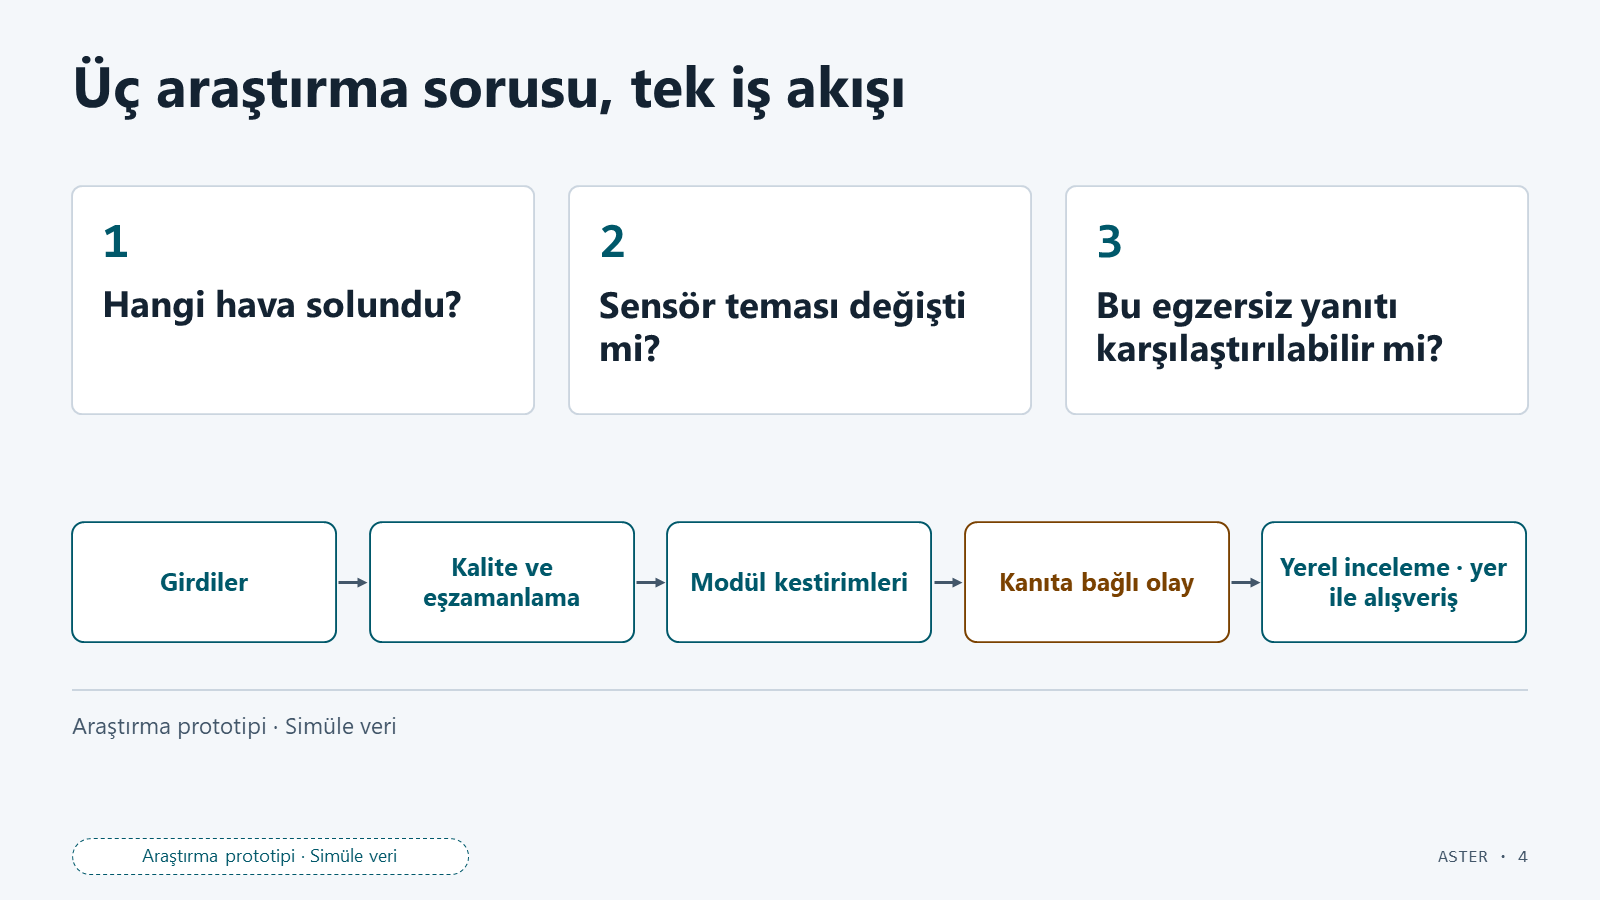 Üç araştırma sorusu, tek iş akışı
1
Hangi hava solundu?
2
Sensör teması değişti
mi?
3
Bu egzersiz yanıtı
karşılaştırılabilir mi?
Girdiler
Kalite ve
eşzamanlama
Modül kestirimleri
Kanıta bağlı olay
Yerel inceleme · yer
ile alışveriş
Araştırma prototipi · Simüle veri
Araştırma prototipi · Simüle veri
ASTER · 4